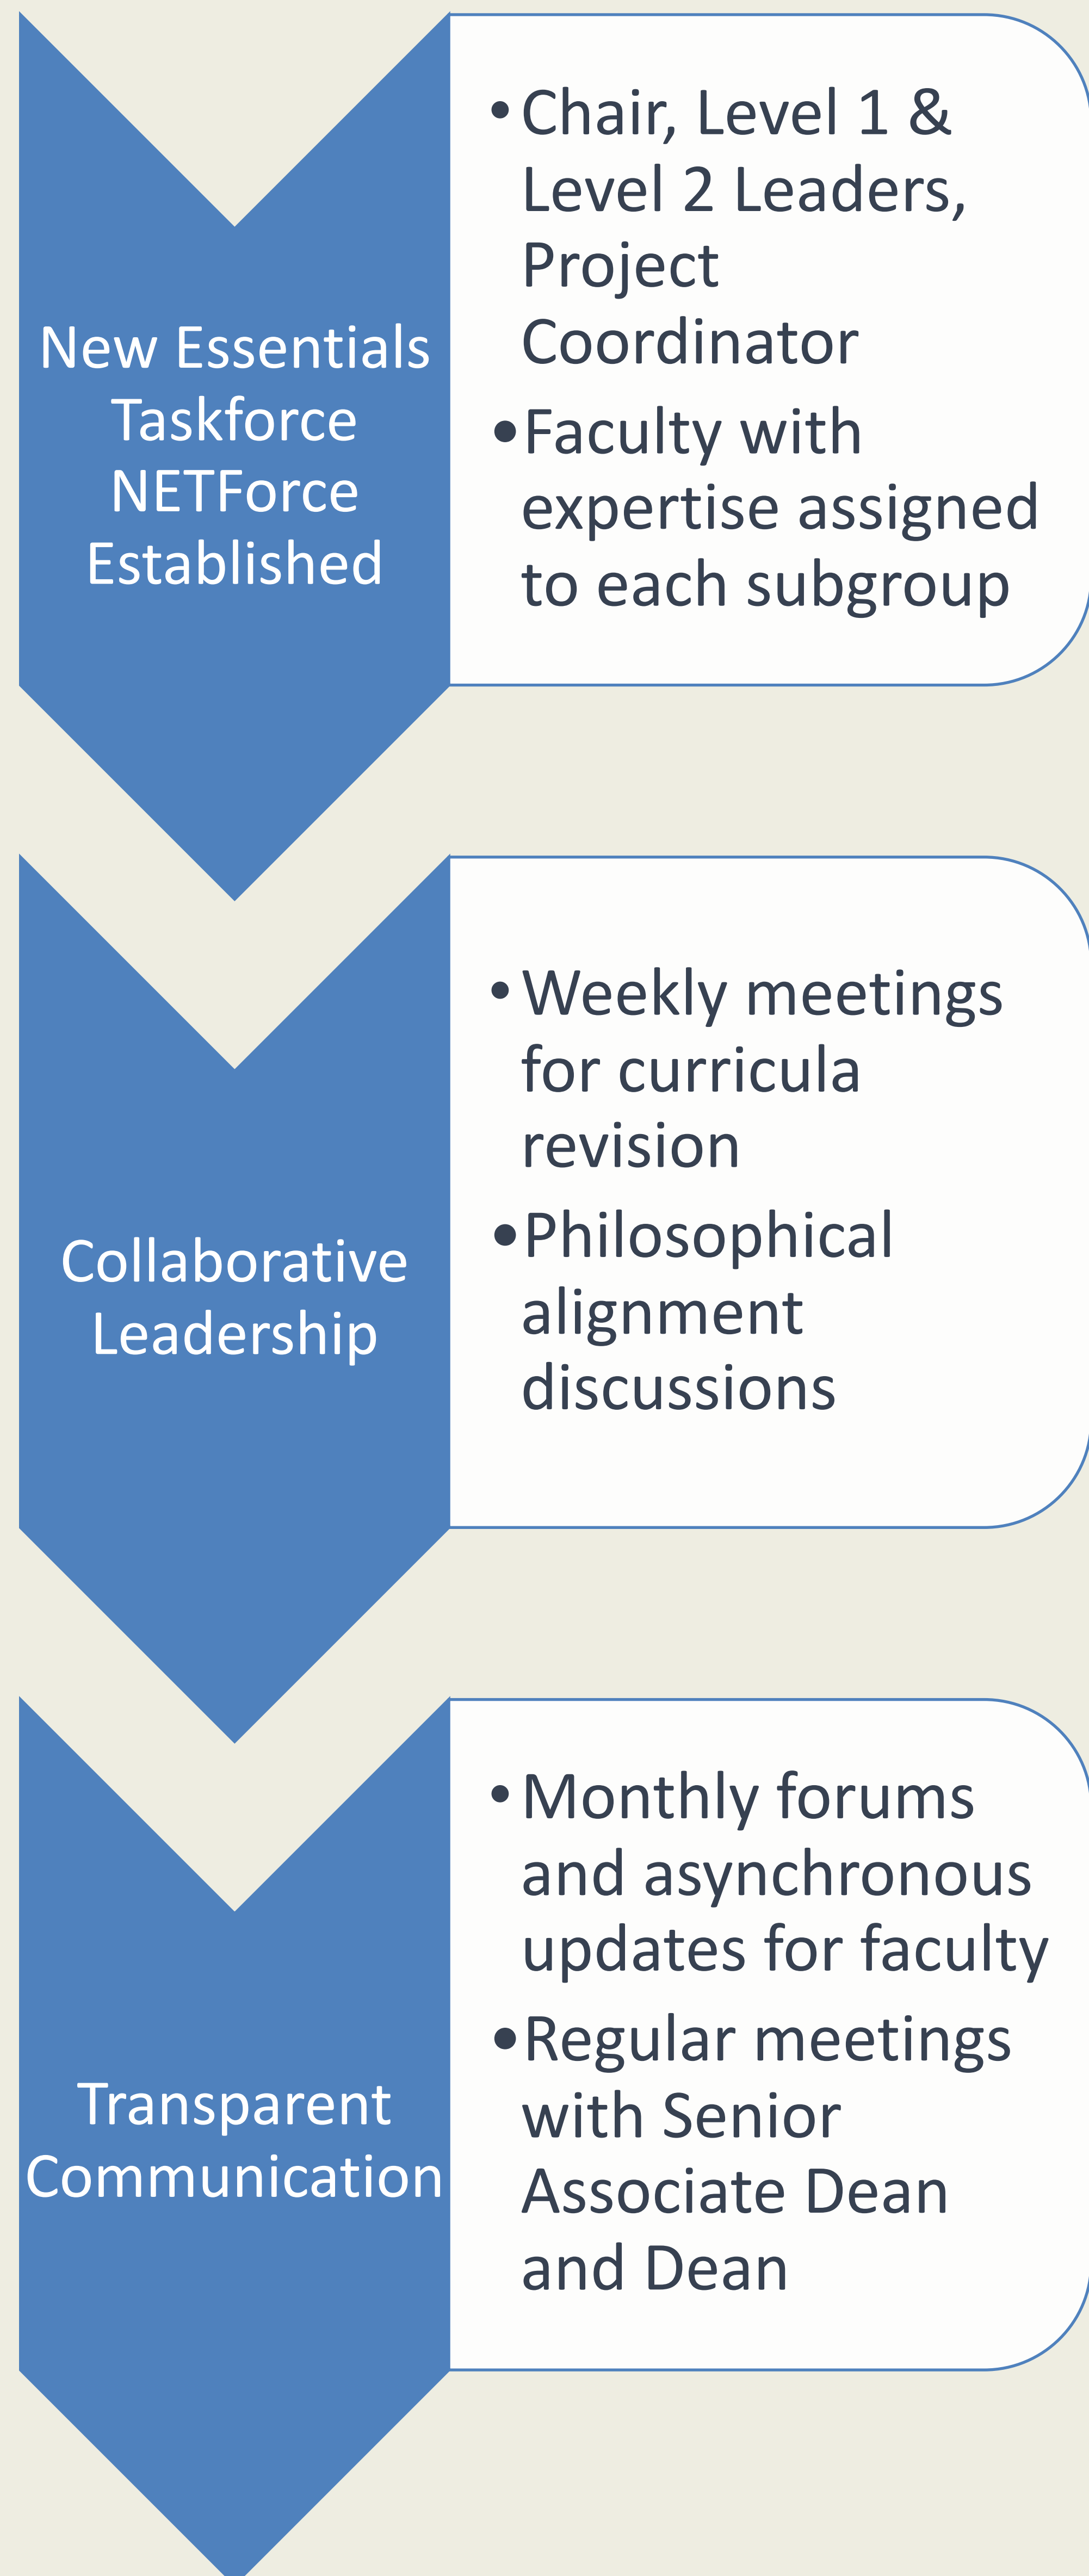 New Essentials
Taskforce
NETForce
Established
• Chair, Level 1 &
Level 2 Leaders,
Project
Coordinator
• Faculty with
expertise assigned
to each subgroup
Collaborative
Leadership
• Weekly meetings
for curricula
revision
• Philosophical
alignment
discussions
Transparent
Communication
• Monthly forums
and asynchronous
updates for faculty
• Regular meetings
with Senior
Associate Dean
and Dean